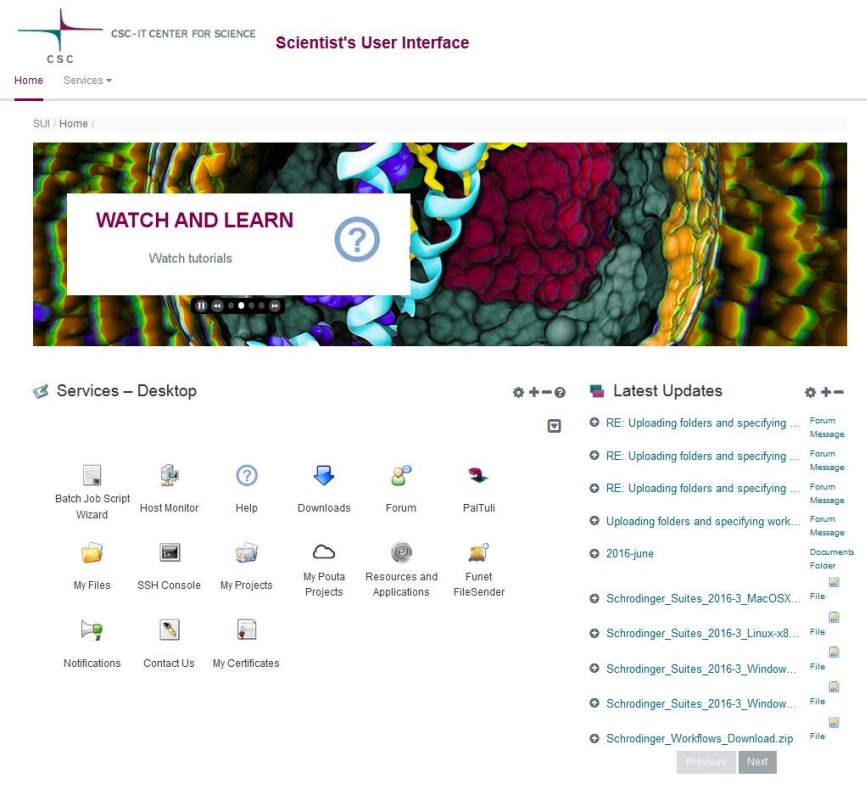 CSC - IT CENTER FOR SCIENCE
CSC
Scientist's User Interface
Home Services
SUI / Home /
WATCH AND LEARN
Watch tutorials
Services – Desktop
Batch Job Script
Wizard
Host Monitor
Help
Downloads
Forum
PalTuli
My Files
SSH Console
My Projects
My Pouta
Projects
Resources and
Applications
Funet
FileSender
Notifications
Contact Us
My Certificates
Latest Updates
RE: Uploading folders and specifying ... Forum
Message
RE: Uploading folders and specifying ... Forum
Message
RE: Uploading folders and specifying ... Forum
Message
Uploading folders and specifying work... Forum
Message
2016-june Documents
Folder
Schrodinger_Suites_2016-3_MacOSX... File
Schrodinger_Suites_2016-3_Linux-x8... File
Schrodinger_Suites_2016-3_Window... File
Schrodinger_Suites_2016-3_Window... File
Schrodinger_Workflows_Download.zip File
Previous Next